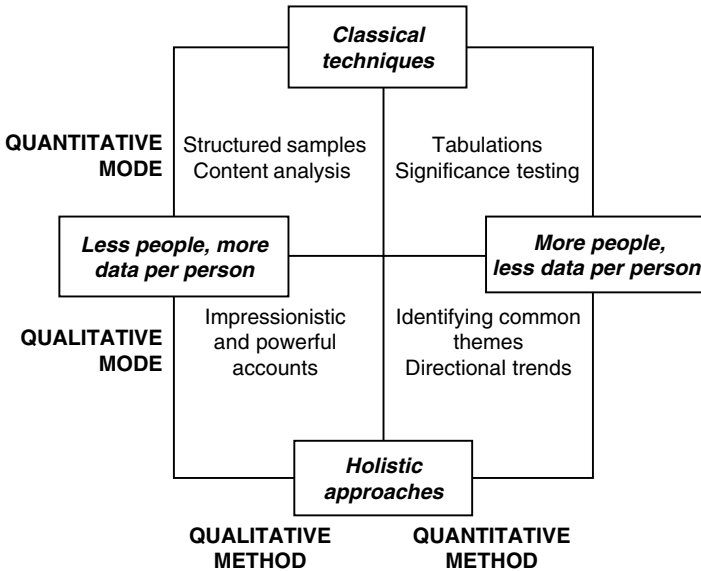 Classical
techniques
QUANTITATIVE
MODE
Structured samples
Content analysis
Tabulations
Significance testing
Less people, more
data per person
More people,
less data per person
QUALITATIVE
MODE
Impressionistic
and powerful
accounts
Identifying common
themes
Directional trends
Holistic
approaches
QUALITATIVE
METHOD
QUANTITATIVE
METHOD